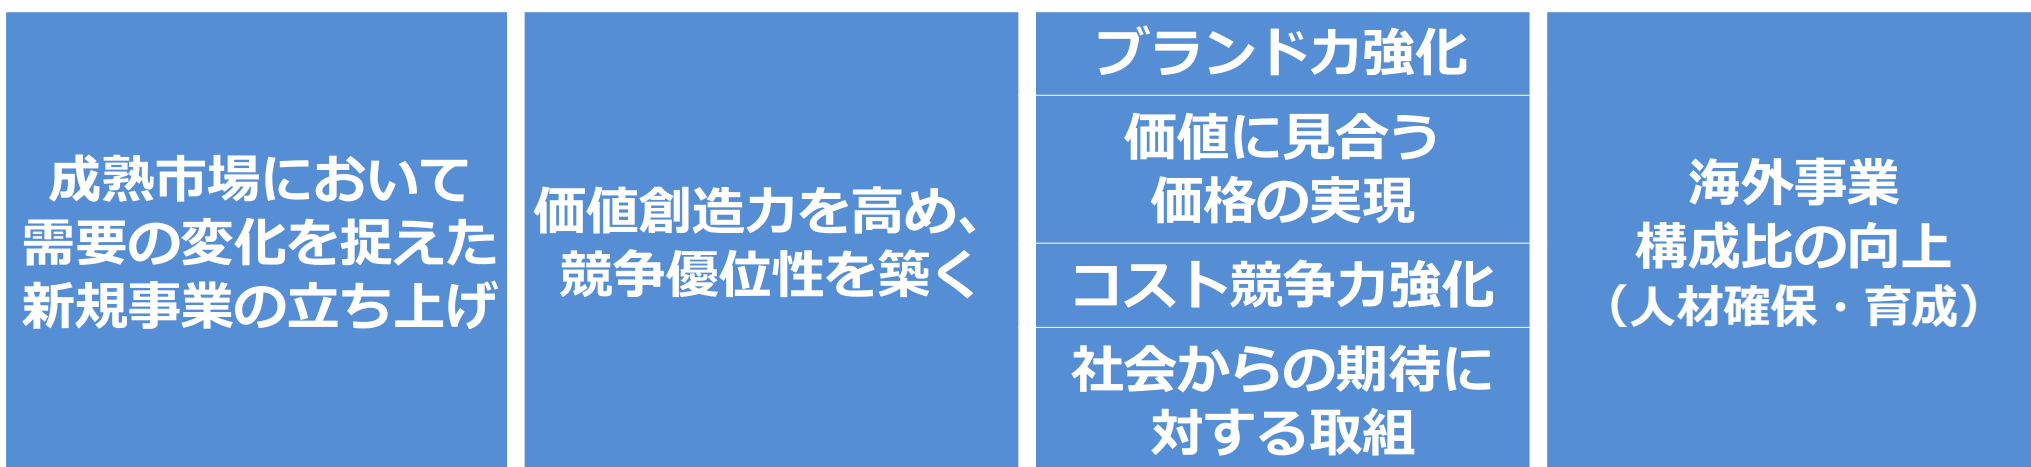 成熟市場において
需要の変化を捉えた
新規事業の立ち上げ
価値創造力を高め、
競争優位性を築く
ブランド力強化
価値に見合う
価格の実現
コスト競争力強化
社会からの期待に
対する取組
海外事業
構成比の向上
（人材確保・育成）